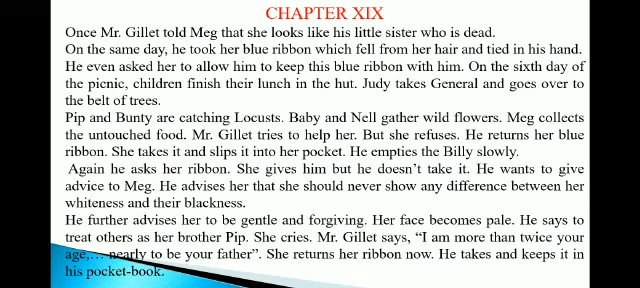 CHAPTER XIX
Once Mr. Gillet told Meg that she looks like his little sister who is dead.
On the same day, he took her blue ribbon which fell from her hair and tied in his hand.
He even asked her to allow him to keep this blue ribbon with him. On the sixth day of
the picnic, children finish their lunch in the hut. Judy takes General and goes over to
the belt of trees.
Pip and Bunty are catching Locusts. Baby and Nell gather wild flowers. Meg collects
the untouched food. Mr. Gillet tries to help her. But she refuses. He returns her blue
ribbon. She takes it and slips it into her pocket. He empties the Billy slowly.
Again he asks her ribbon. She gives him but he doesn't take it. He wants to give
advice to Meg. He advises her that she should never show any difference between her
whiteness and their blackness.
He further advises her to be gentle and forgiving. Her face becomes pale. He says to
treat others as her brother Pip. She cries. Mr. Gillet says, “I am more than twice your
age,… nearly to be your father”. She returns her ribbon now. He takes and keeps it in
his pocket-book.